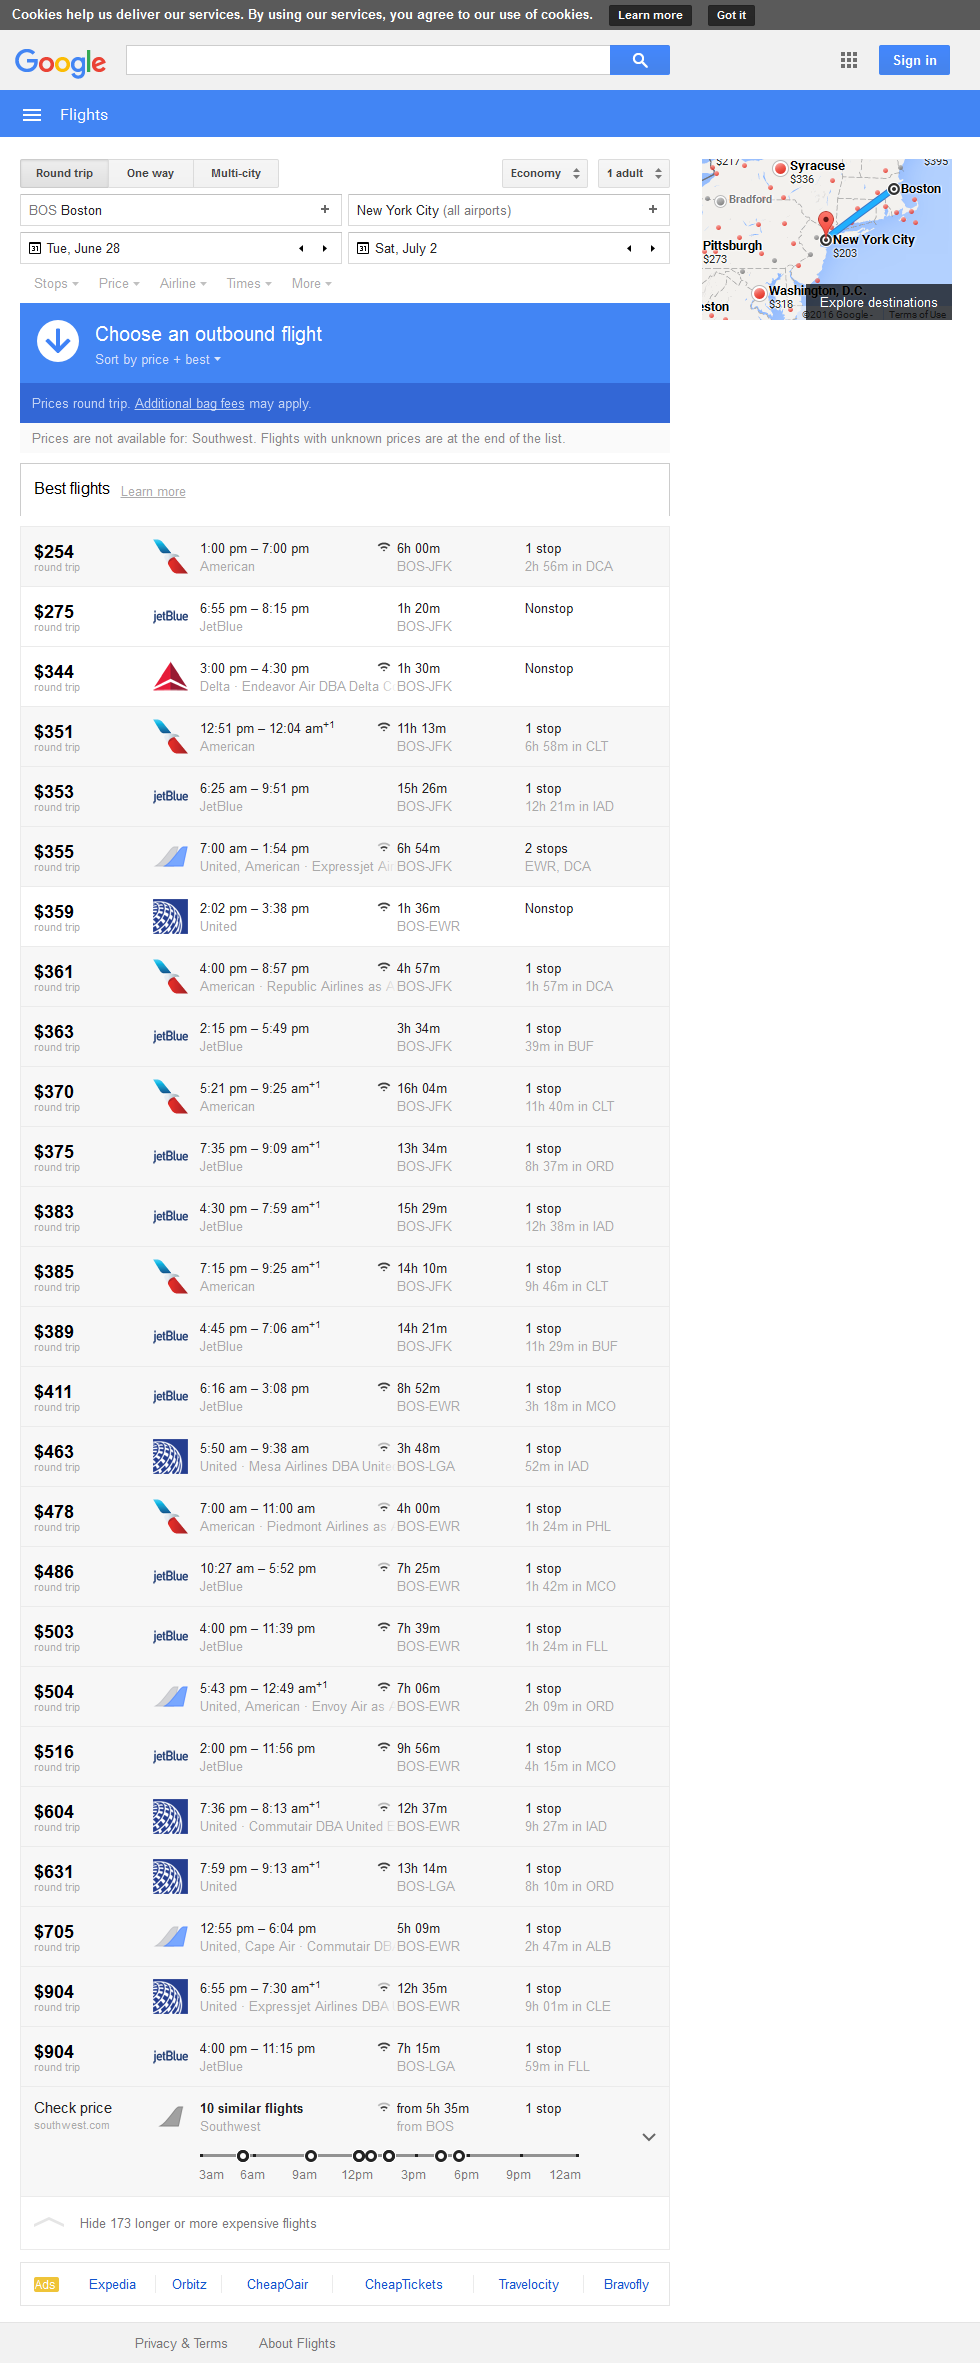 Cookies help us deliver our services. By using our services, you agree to our use of cookies. Learn more Got it
Google Sign in
Flights
Round trip One way Multi-city Economy 1 adult
BOS Boston + New York City (all airports) +
31 Tue, June 28 31 Sat, July 2
Stops Price Airline Times More
Choose an outbound flight
Sort by price + best
Prices round trip. Additional bag fees may apply.
Prices are not available for: Southwest. Flights with unknown prices are at the end of the list.
$217 Syracuse $395
$336
Bradford Boston
Pittsburgh New York City
$273 $203
Washington, D.C.
$318
eston
Explore destinations
©2016 Google - Terms of Use
Best flights Learn more
$254 1:00 pm – 7:00 pm 6h 00m 1 stop
round trip American BOS-JFK 2h 56m in DCA
$275 jetBlue 6:55 pm – 8:15 pm 1h 20m Nonstop
round trip JetBlue BOS-JFK
$344 3:00 pm – 4:30 pm 1h 30m Nonstop
round trip Delta · Endeavor Air DBA Delta C BOS-JFK
$351 12:51 pm – 12:04 am+1 11h 13m 1 stop
round trip American BOS-JFK 6h 58m in CLT
$353 jetBlue 6:25 am – 9:51 pm 15h 26m 1 stop
round trip JetBlue BOS-JFK 12h 21m in IAD
$355 7:00 am – 1:54 pm 6h 54m 2 stops
round trip United, American · Expressjet Air BOS-JFK EWR, DCA
$359 2:02 pm – 3:38 pm 1h 36m Nonstop
round trip United BOS-EWR
$361 4:00 pm – 8:57 pm 4h 57m 1 stop
round trip American · Republic Airlines as A BOS-JFK 1h 57m in DCA
$363 jetBlue 2:15 pm – 5:49 pm 3h 34m 1 stop
round trip JetBlue BOS-JFK 39m in BUF
$370 5:21 pm – 9:25 am+1 16h 04m 1 stop
round trip American BOS-JFK 11h 40m in CLT
$375 jetBlue 7:35 pm – 9:09 am+1 13h 34m 1 stop
round trip JetBlue BOS-JFK 8h 37m in ORD
$383 jetBlue 4:30 pm – 7:59 am+1 15h 29m 1 stop
round trip JetBlue BOS-JFK 12h 38m in IAD
$385 7:15 pm – 9:25 am+1 14h 10m 1 stop
round trip American BOS-JFK 9h 46m in CLT
$389 jetBlue 4:45 pm – 7:06 am+1 14h 21m 1 stop
round trip JetBlue BOS-JFK 11h 29m in BUF
$411 jetBlue 6:16 am – 3:08 pm 8h 52m 1 stop
round trip JetBlue BOS-EWR 3h 18m in MCO
$463 5:50 am – 9:38 am 3h 48m 1 stop
round trip United · Mesa Airlines DBA Unite BOS-LGA 52m in IAD
$478 7:00 am – 11:00 am 4h 00m 1 stop
round trip American · Piedmont Airlines as A BOS-EWR 1h 24m in PHL
$486 jetBlue 10:27 am – 5:52 pm 7h 25m 1 stop
round trip JetBlue BOS-EWR 1h 42m in MCO
$503 jetBlue 4:00 pm – 11:39 pm 7h 39m 1 stop
round trip JetBlue BOS-EWR 1h 24m in FLL
$504 5:43 pm – 12:49 am+1 7h 06m 1 stop
round trip United, American · Envoy Air as A BOS-EWR 2h 09m in ORD
$516 jetBlue 2:00 pm – 11:56 pm 9h 56m 1 stop
round trip JetBlue BOS-EWR 4h 15m in MCO
$604 7:36 pm – 8:13 am+1 12h 37m 1 stop
round trip United · Commutair DBA United E BOS-EWR 9h 27m in IAD
$631 7:59 pm – 9:13 am+1 13h 14m 1 stop
round trip United BOS-LGA 8h 10m in ORD
$705 12:55 pm – 6:04 pm 5h 09m 1 stop
round trip United, Cape Air · Commutair DB BOS-EWR 2h 47m in ALB
$904 6:55 pm – 7:30 am+1 12h 35m 1 stop
round trip United · Expressjet Airlines DBA BOS-EWR 9h 01m in CLE
$904 jetBlue 4:00 pm – 11:15 pm 7h 15m 1 stop
round trip JetBlue BOS-LGA 59m in FLL
Check price 10 similar flights from 5h 35m 1 stop
southwest.com Southwest from BOS
3am 6am 9am 12pm 3pm 6pm 9pm 12am
Hide 173 longer or more expensive flights
Ads Expedia Orbitz CheapOair CheapTickets Travelocity Bravofly
Privacy & Terms About Flights